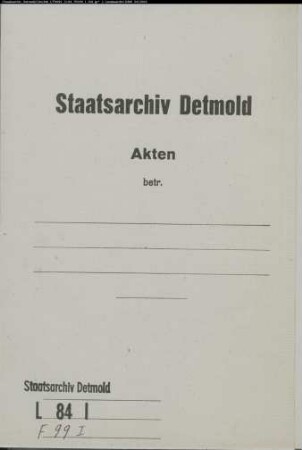 Staatsarchiv Detmold
Akten
betr.
Staatsarchiv Detmold
L 84 I
F 99 I